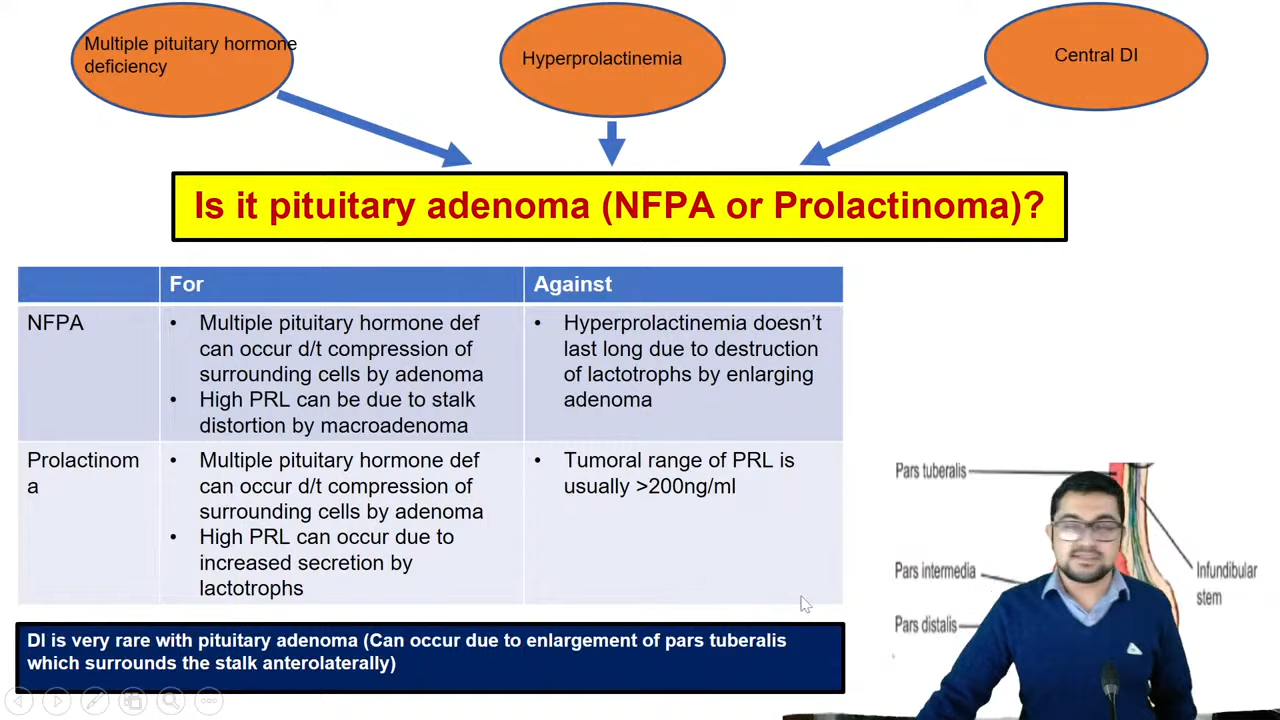 Multiple pituitary hormone
deficiency
Hyperprolactinemia
Central DI
Is it pituitary adenoma (NFPA or Prolactinoma)?
For
Against
NFPA
• Multiple pituitary hormone def
can occur d/t compression of
surrounding cells by adenoma
• High PRL can be due to stalk
distortion by macroadenoma
• Hyperprolactinemia doesn’t
last long due to destruction
of lactotrophs by enlarging
adenoma
Prolactinom
a
• Multiple pituitary hormone def
can occur d/t compression of
surrounding cells by adenoma
• High PRL can occur due to
increased secretion by
lactotrophs
• Tumoral range of PRL is
usually >200ng/ml
DI is very rare with pituitary adenoma (Can occur due to enlargement of pars tuberalis
which surrounds the stalk anterolaterally)
Pars tuberalis
Pars intermedia
Pars distalis
Infundibular
stem